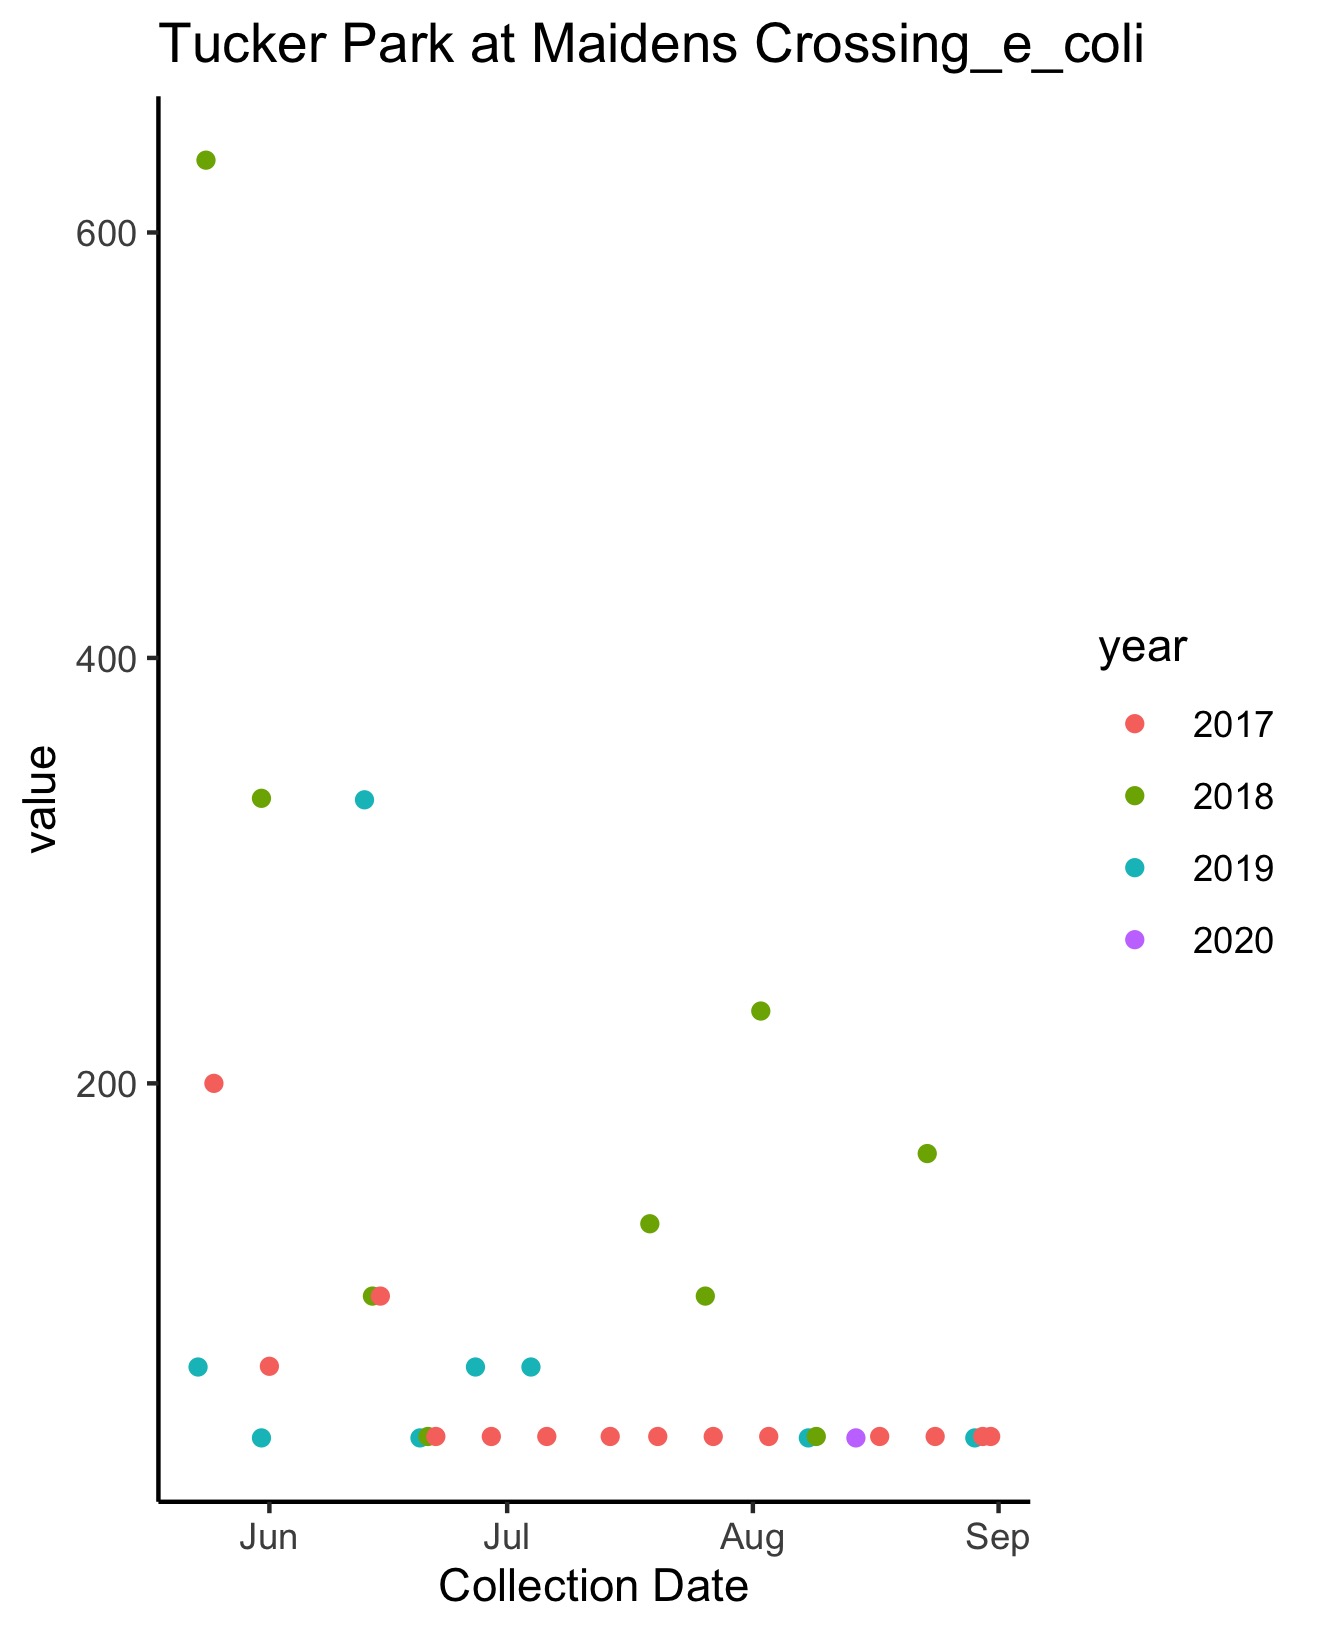 Tucker Park at Maidens Crossing_e_coli
600
400
200
value
Jun Jul Aug Sep
Collection Date
year
2017
2018
2019
2020